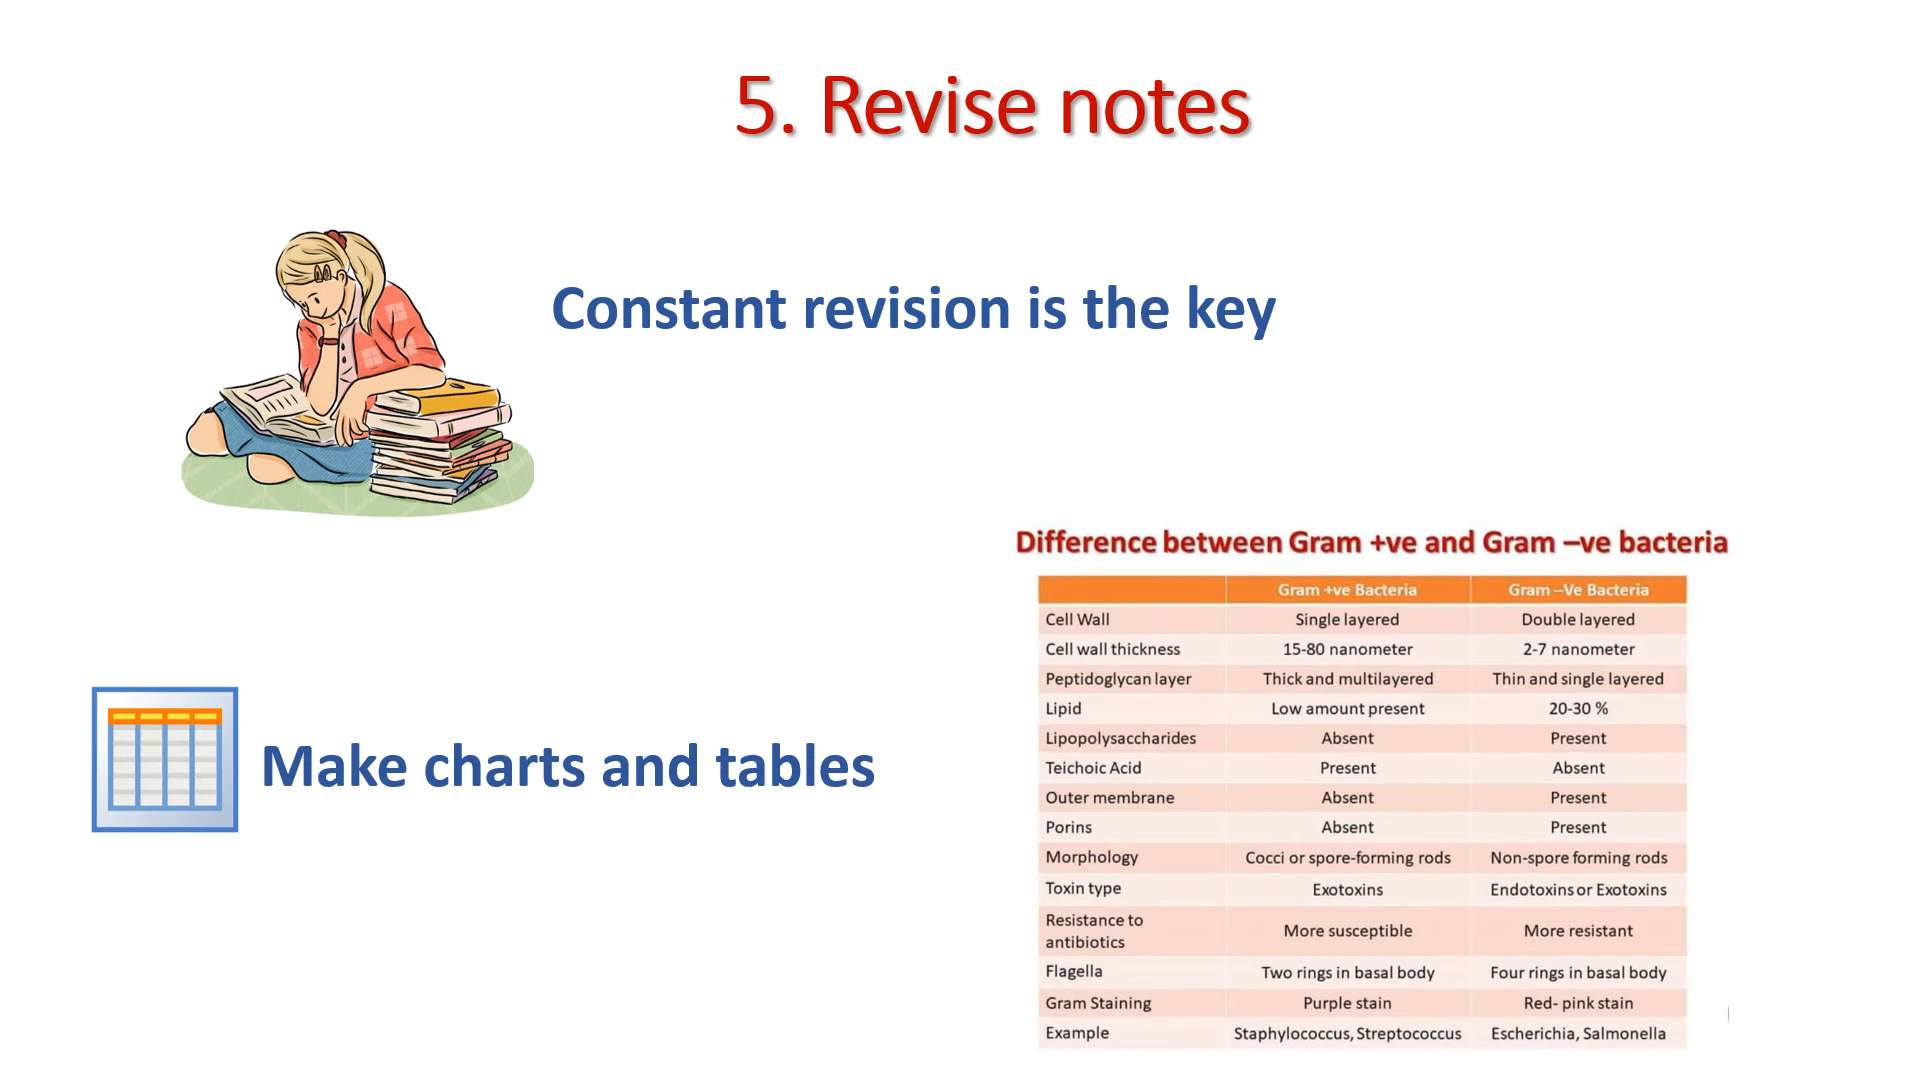 5. Revise notes
Constant revision is the key
Make charts and tables
Difference between Gram +ve and Gram –ve bacteria
Gram +ve Bacteria Gram –Ve Bacteria
Cell Wall Single layered Double layered
Cell wall thickness 15-80 nanometer 2-7 nanometer
Peptidoglycan layer Thick and multilayered Thin and single layered
Lipid Low amount present 20-30 %
Lipopolysaccharides Absent Present
Teichoic Acid Present Absent
Outer membrane Absent Present
Porins Absent Present
Morphology Cocci or spore-forming rods Non-spore forming rods
Toxin type Exotoxins Endotoxins or Exotoxins
Resistance to
antibiotics More susceptible More resistant
Flagella Two rings in basal body Four rings in basal body
Gram Staining Purple stain Red- pink stain
Example Staphylococcus, Streptococcus Escherichia, Salmonella